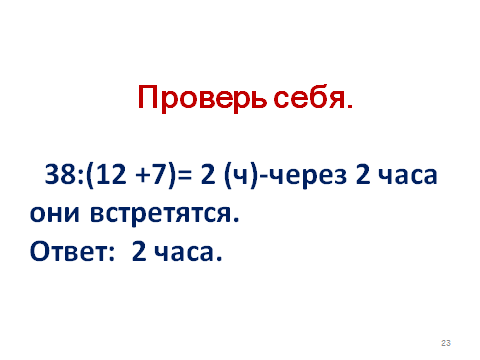 Проверь себя.
38:(12 +7)= 2 (ч)-через 2 часа
они встретятся.
Ответ:  2 часа.
23